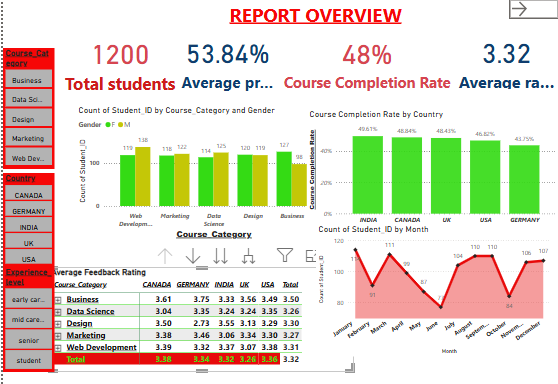 REPORT OVERVIEW
1200
53.84%
48%
3.32
Total students
Average pr...
Course Completion Rate
Average ra...
Course_Cat
egory
Business
Data Sci...
Design
Marketing
Web Dev...
Country
CANADA
GERMANY
INDIA
UK
USA
Experience_
level
early car...
mid care...
senior
student
Count of Student_ID by Course_Category and Gender
Gender F M
Count of Student_ID
100
0
119 138 118 122 114 125 120 119 127 98
Web
Developm...
Marketing
Data
Science
Design
Business
Course_Category
Course Completion Rate by Country
Course Completion Rate
40%
20%
0%
49.61% 48.84% 48.43% 46.82% 43.75%
INDIA CANADA UK USA GERMANY
Count of Student_ID by Month
Count of Student_ID
120
100
80
91 111 99 87 77 104 110 110 84 106 107
January February March April May June July August Septem... October Novem... December
Month
Average Feedback Rating
Course_Category CANADA GERMANY INDIA UK USA Total
Business 3.61 3.75 3.33 3.56 3.49 3.50
Data Science 3.04 3.35 3.24 3.24 3.35 3.26
Design 3.50 2.73 3.55 3.13 3.29 3.30
Marketing 3.38 3.46 3.06 3.34 3.30 3.27
Web Development 3.39 3.32 3.37 3.07 3.38 3.31
Total 3.38 3.34 3.32 3.26 3.36 3.32